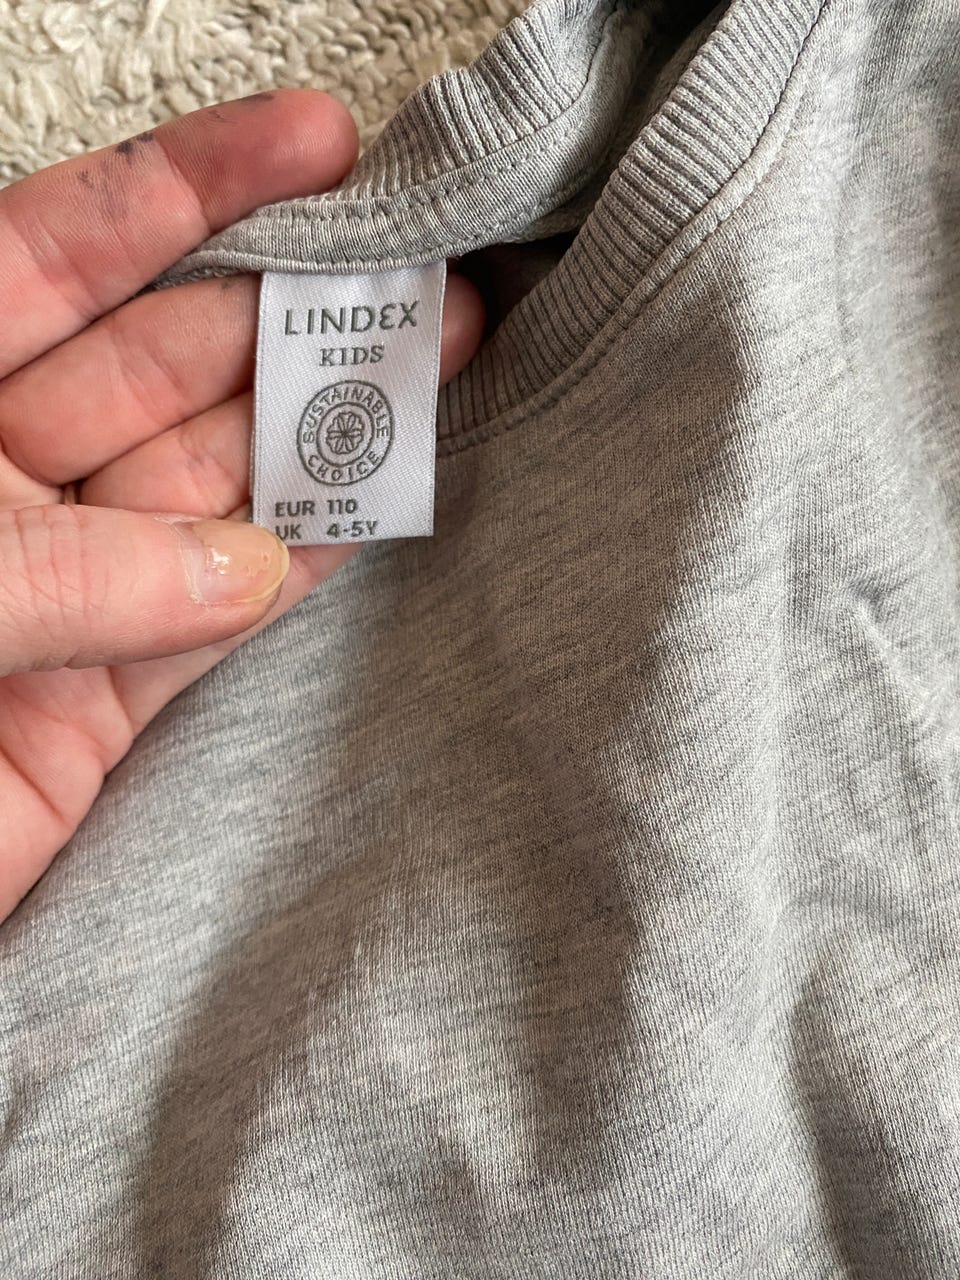 LINDEX
KIDS
SUSTAINABLE
CHOICE
EUR 110
UK 4-5Y